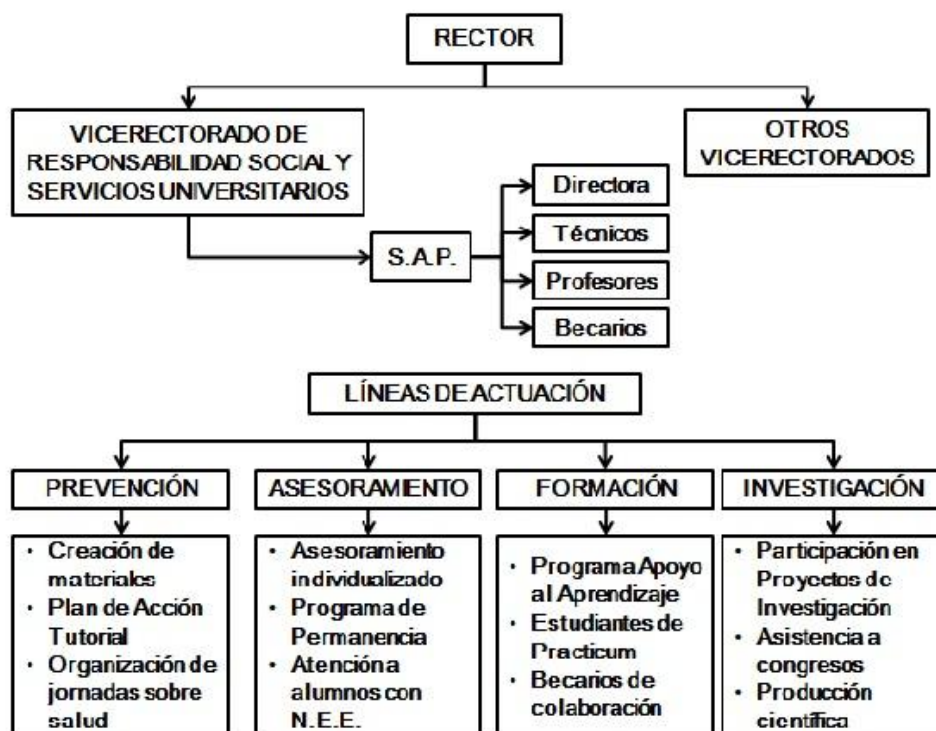 RECTOR
VICERECTORADO DE
RESPONSABILIDAD SOCIAL Y
SERVICIOS UNIVERSITARIOS
OTROS
VICERECTORADOS
S.A.P.
Directora
Técnicos
Profesores
Becarios
LÍNEAS DE ACTUACIÓN
PREVENCIÓN
• Creación de
materiales
• Plan de Acción
Tutorial
• Organización de
jornadas sobre
salud
ASESORAMIENTO
• Asesoramiento
individualizado
• Programa de
Permanencia
• Atención a
alumnos con
N.E.E.
FORMACIÓN
• Programa Apoyo
al Aprendizaje
• Estudiantes de
Practicum
• Becarios de
colaboración
INVESTIGACIÓN
• Participación en
Proyectos de
Investigación
• Asistencia a
congresos
• Producción
científica